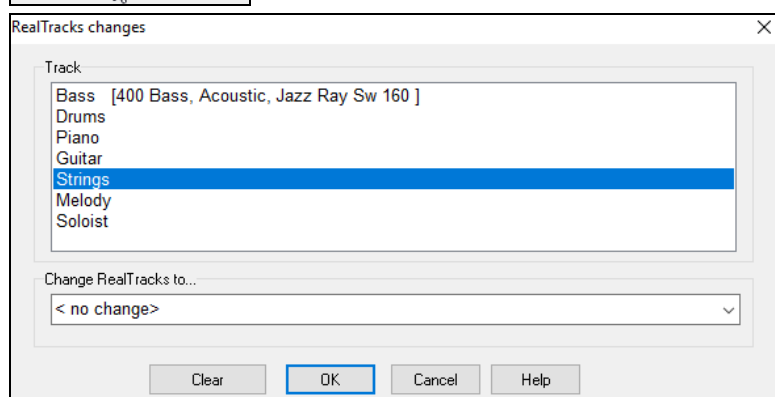 RealTracks changes
Track
Bass [400 Bass, Acoustic, Jazz Ray Sw 160 ]
Drums
Piano
Guitar
Strings
Melody
Soloist
Change RealTracks to...
< no change>
Clear OK Cancel Help